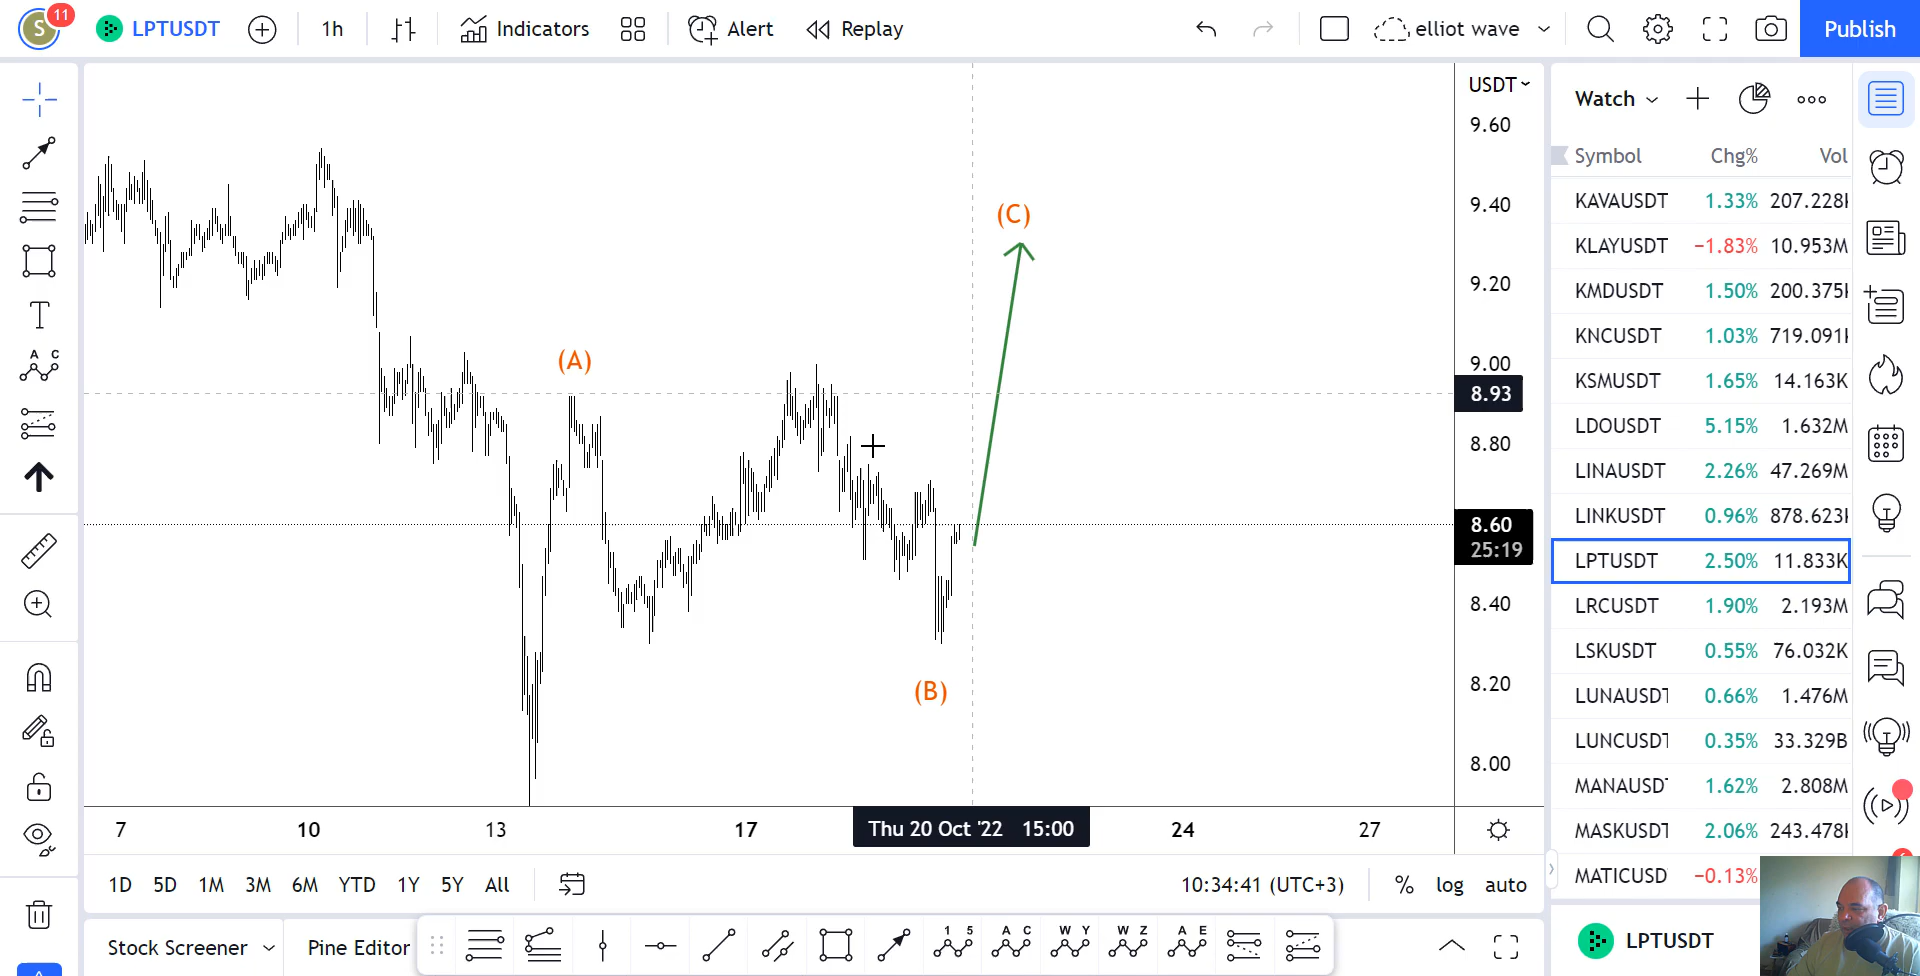 S 11 LPTUSDT 1h Indicators Alert Replay elliot wave Publish
USDT
9.60
9.40
9.20
9.00
8.93
8.80
8.60
25:19
8.40
8.20
8.00
(A)
(B)
(C)
7 10 13 17 Thu 20 Oct '22 15:00 24 27
1D 5D 1M 3M 6M YTD 1Y 5Y All 10:34:41 (UTC+3) % log auto
Stock Screener Pine Editor
1 5 A C W Y W Z A E
T
A C
Watch
Symbol Chg% Vol
KAVAUSDT 1.33% 207.228
KLAYUSDT −1.83% 10.953M
KMDUSDT 1.50% 200.375
KNCUSDT 1.03% 719.091
KSMUSDT 1.65% 14.163K
LDOUSDT 5.15% 1.632M
LINAUSDT 2.26% 47.269M
LINKUSDT 0.96% 878.623
LPTUSDT 2.50% 11.833K
LRCUSDT 1.90% 2.193M
LSKUSDT 0.55% 76.032K
LUNAUSDT 0.66% 1.476M
LUNCUSDT 0.35% 33.329B
MANAUSDT 1.62% 2.808M
MASKUSDT 2.06% 243.478
MATICUSD −0.13%
LPTUSDT